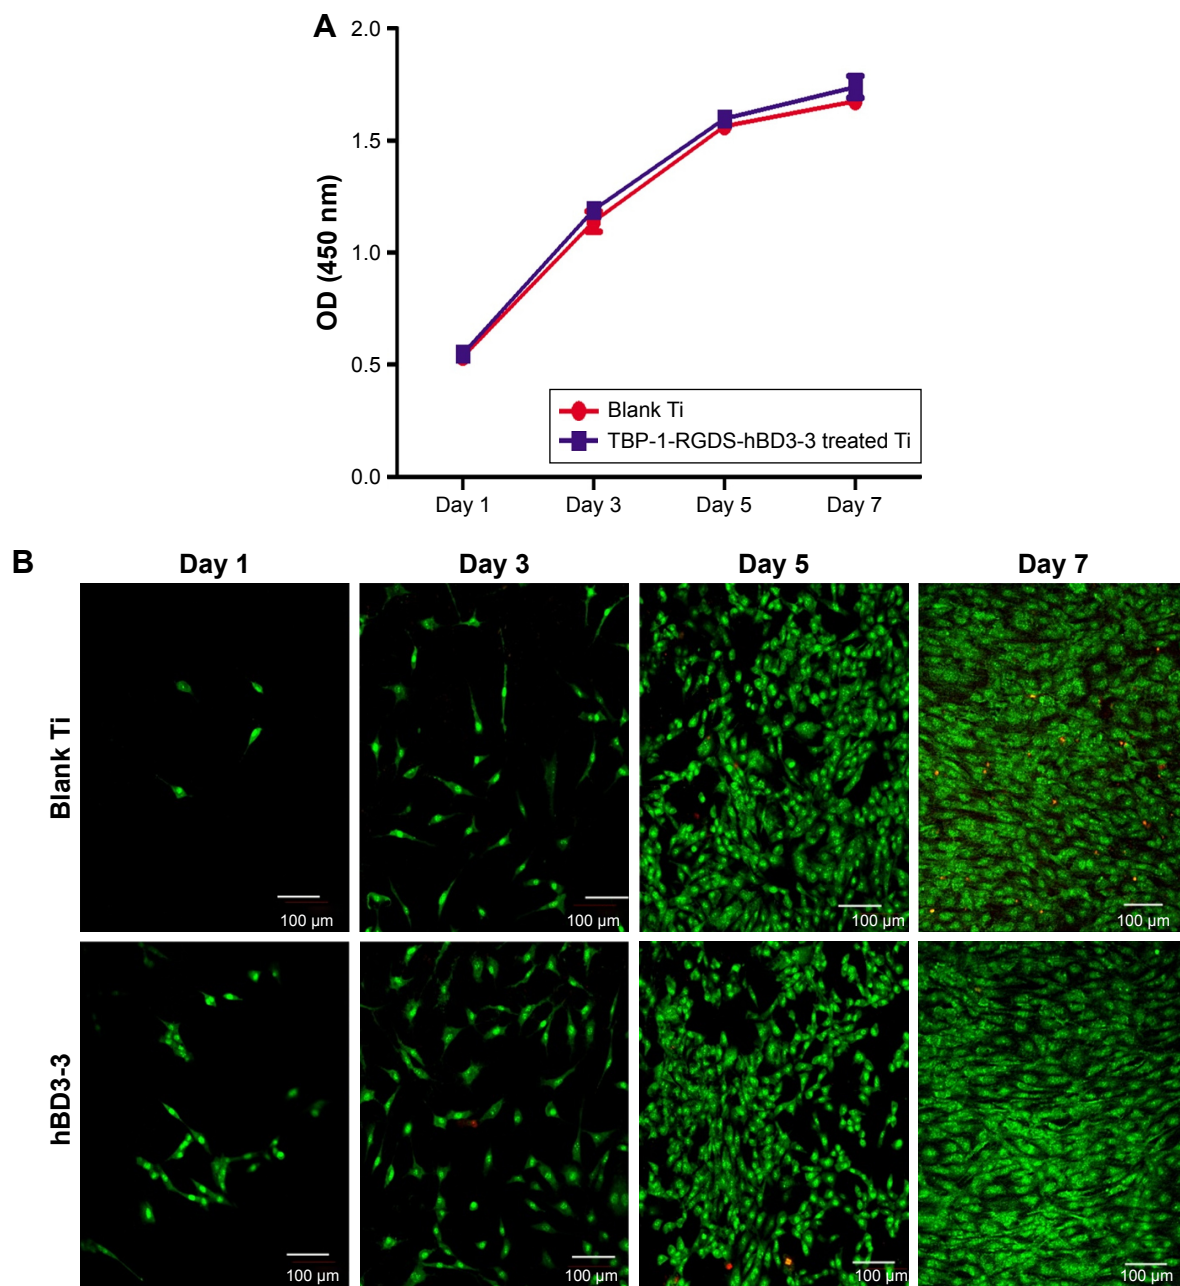 A
2.0
1.5
1.0
0.5
0.0
OD (450 nm)
Blank Ti
TBP-1-RGDS-hBD3-3 treated Ti
Day 1 Day 3 Day 5 Day 7
B
Day 1 Day 3 Day 5 Day 7
Blank Ti
100 µm 100 µm 100 µm 100 µm
hBD3-3
100 µm 100 µm 100 µm 100 µm